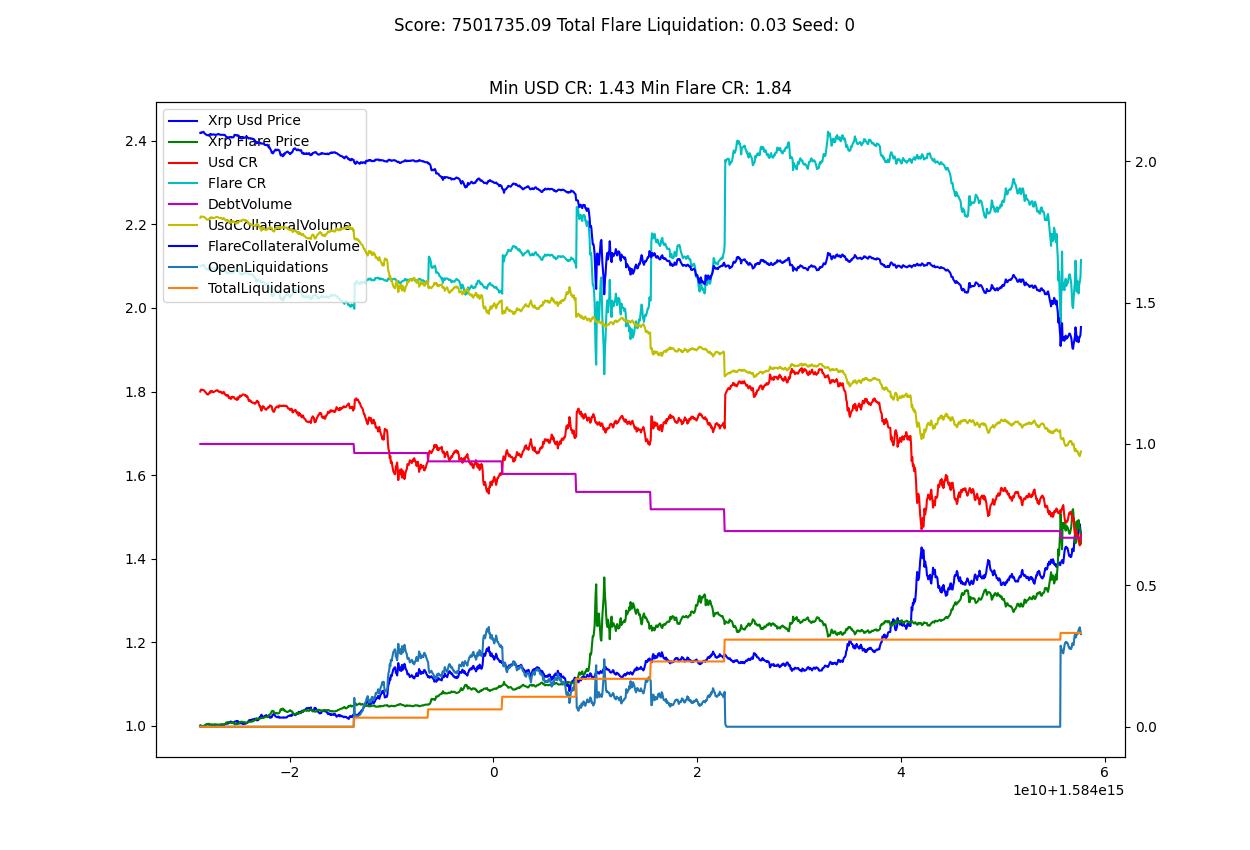 Score: 7501735.09 Total Flare Liquidation: 0.03 Seed: 0
Min USD CR: 1.43 Min Flare CR: 1.84
Xrp Usd Price
Xrp Flare Price
Usd CR
Flare CR
DebtVolume
UsdCollateralVolume
FlareCollateralVolume
OpenLiquidations
TotalLiquidations
2.4
2.2
2.0
1.8
1.6
1.4
1.2
1.0
2.0
1.5
1.0
0.5
0.0
−2
0
2
4
6
1e10+1.584e15